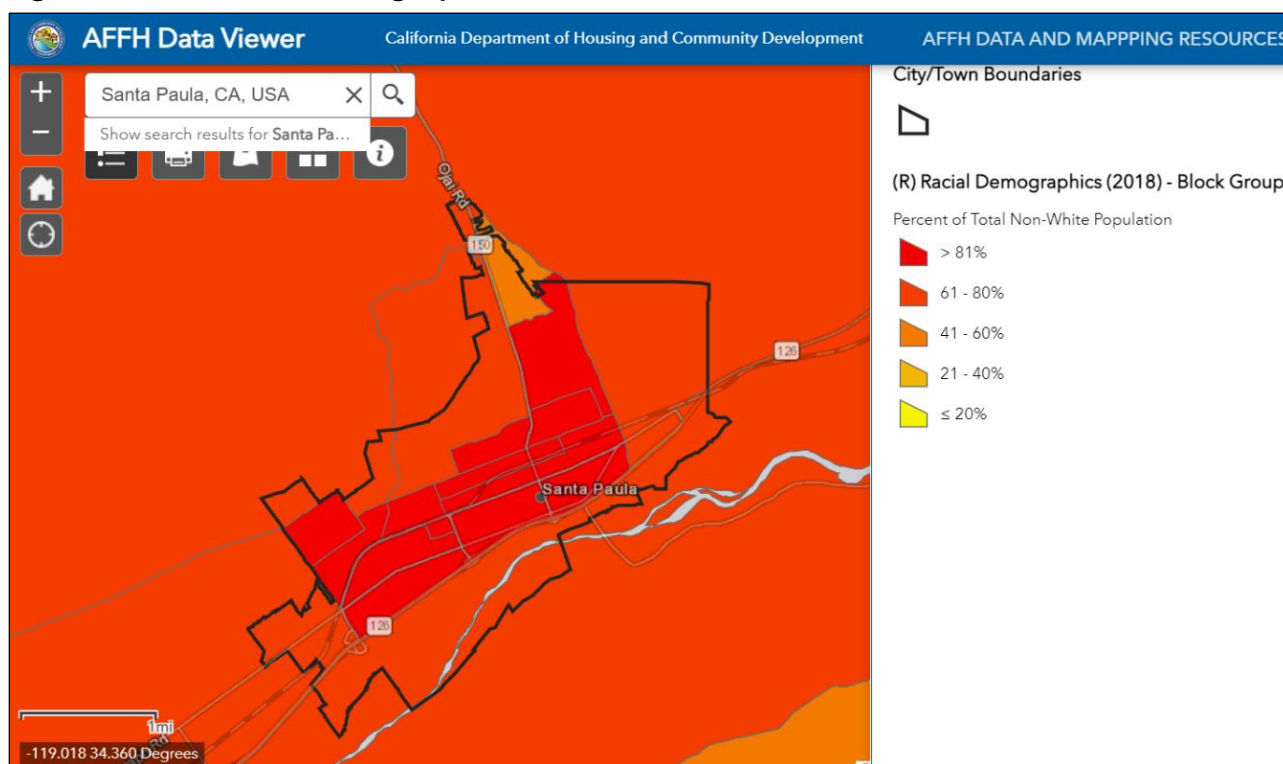 AFFH Data Viewer
California Department of Housing and Community Development
AFFH DATA AND MAPPPING RESOURCES
+
Santa Paula, CA, USA
Show search results for Santa Pa...
−
i
Ojai Rd
150
126
Santa Paula
126
1mi
Rd
-119.018 34.360 Degrees
City/Town Boundaries
(R) Racial Demographics (2018) - Block Group
Percent of Total Non-White Population
> 81%
61 - 80%
41 - 60%
21 - 40%
≤ 20%